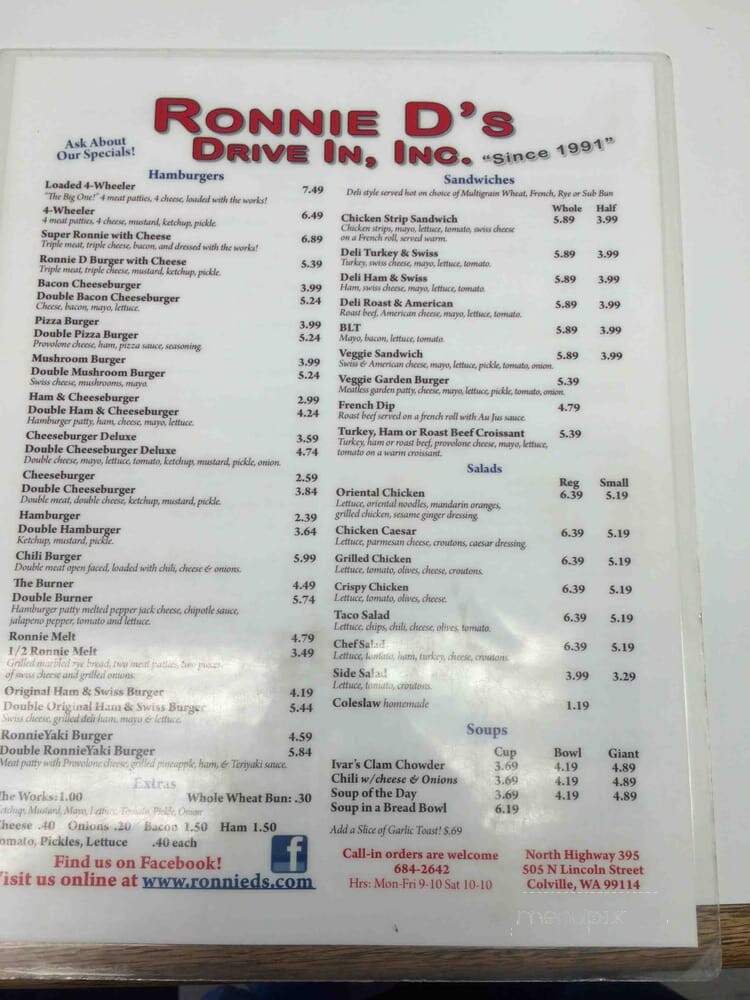 Ronnie D's
Drive In, Inc. "Since 1991"
Ask About
Our Specials!
Hamburgers
Loaded 4-Wheeler 7.49
"The Big One!" 4 meat patties, 4 cheese, loaded with the works!
4-Wheeler 6.49
4 meat patties, 4 cheese, mustard, ketchup, pickle.
Super Ronnie with Cheese 6.89
Triple meat, triple cheese, bacon, and dressed with the works!
Ronnie D Burger with Cheese 5.39
Triple meat, triple cheese, mustard, ketchup, pickle.
Bacon Cheeseburger 3.99
Double Bacon Cheeseburger 5.24
Cheese, bacon, mayo, lettuce.
Pizza Burger 3.99
Double Pizza Burger 5.24
Provolone cheese, ham, pizza sauce, seasoning.
Mushroom Burger 3.99
Double Mushroom Burger 5.24
Swiss cheese, mushrooms, mayo.
Ham & Cheeseburger 2.99
Double Ham & Cheeseburger 4.24
Hamburger patty, ham, cheese, mayo, lettuce.
Cheeseburger Deluxe 3.59
Double Cheeseburger Deluxe 4.74
Double cheese, mayo, lettuce, tomato, ketchup, mustard, pickle, onion.
Cheeseburger 2.59
Double Cheeseburger 3.84
Double meat, double cheese, ketchup, mustard, pickle.
Hamburger 2.39
Double Hamburger 3.64
Ketchup, mustard, pickle.
Chili Burger 5.99
Double meat open faced, loaded with chili, cheese & onions.
The Burner 4.49
Double Burner 5.74
Hamburger patty melted pepper jack cheese, chipotle sauce,
jalapeno pepper, tomato and lettuce.
Ronnie Melt 4.79
1/2 Ronnie Melt 3.49
Grilled marbled rye bread, two meat patties, two pieces
of swiss cheese and grilled onions.
Original Ham & Swiss Burger 4.19
Double Original Ham & Swiss Burger 5.44
Swiss cheese, grilled deli ham, mayo & lettuce.
RonnieYaki Burger 4.59
Double RonnieYaki Burger 5.84
Meat patty with Provolone cheese, grilled pineapple, ham, & Teriyaki sauce.
Extras
The Works: 1.00 Whole Wheat Bun: .30
Ketchup, Mustard, Mayo, Lettuce, Tomato, Pickle, Onion
Cheese .40 Onions .20 Bacon 1.50 Ham 1.50
Tomato, Pickles, Lettuce .40 each
Find us on Facebook!
Visit us online at www.ronnieds.com
f
Sandwiches
Deli style served hot on choice of Multigrain Wheat, French, Rye or Sub Bun
Whole Half
Chicken Strip Sandwich 5.89 3.99
Chicken strips, mayo, lettuce, tomato, swiss cheese
on a French roll, served warm.
Deli Turkey & Swiss 5.89 3.99
Turkey, swiss cheese, mayo, lettuce, tomato.
Deli Ham & Swiss 5.89 3.99
Ham, swiss cheese, mayo, lettuce, tomato.
Deli Roast & American 5.89 3.99
Roast beef, American cheese, mayo, lettuce, tomato.
BLT 5.89 3.99
Mayo, bacon, lettuce, tomato.
Veggie Sandwich 5.89 3.99
Swiss & American cheese, mayo, lettuce, pickle, tomato, onion.
Veggie Garden Burger 5.39
Meatless garden patty, cheese, mayo, lettuce, pickle, tomato, onion.
French Dip 4.79
Roast beef served on a french roll with Au Jus sauce.
Turkey, Ham or Roast Beef Croissant 5.39
Turkey, ham or roast beef, provolone cheese, mayo, lettuce,
tomato on a warm croissant.
Salads
Reg Small
Oriental Chicken 6.39 5.19
Lettuce, oriental noodles, mandarin oranges,
grilled chicken, sesame ginger dressing.
Chicken Caesar 6.39 5.19
Lettuce, parmesan cheese, croutons, caesar dressing.
Grilled Chicken 6.39 5.19
Lettuce, tomato, olives, cheese, croutons.
Crispy Chicken 6.39 5.19
Lettuce, tomato, olives, cheese.
Taco Salad 6.39 5.19
Lettuce, chips, chili, cheese, olives, tomato.
Chef Salad 6.39 5.19
Lettuce, tomato, ham, turkey, cheese, croutons.
Side Salad 3.99 3.29
Lettuce, tomato, croutons.
Coleslaw homemade 1.19
Soups
Cup Bowl Giant
Ivar's Clam Chowder 3.69 4.19 4.89
Chili w/cheese & Onions 3.69 4.19 4.89
Soup of the Day 3.69 4.19 4.89
Soup in a Bread Bowl 6.19
Add a Slice of Garlic Toast! $.69
Call-in orders are welcome
684-2642
Hrs: Mon-Fri 9-10 Sat 10-10
North Highway 395
505 N Lincoln Street
Colville, WA 99114
menupix